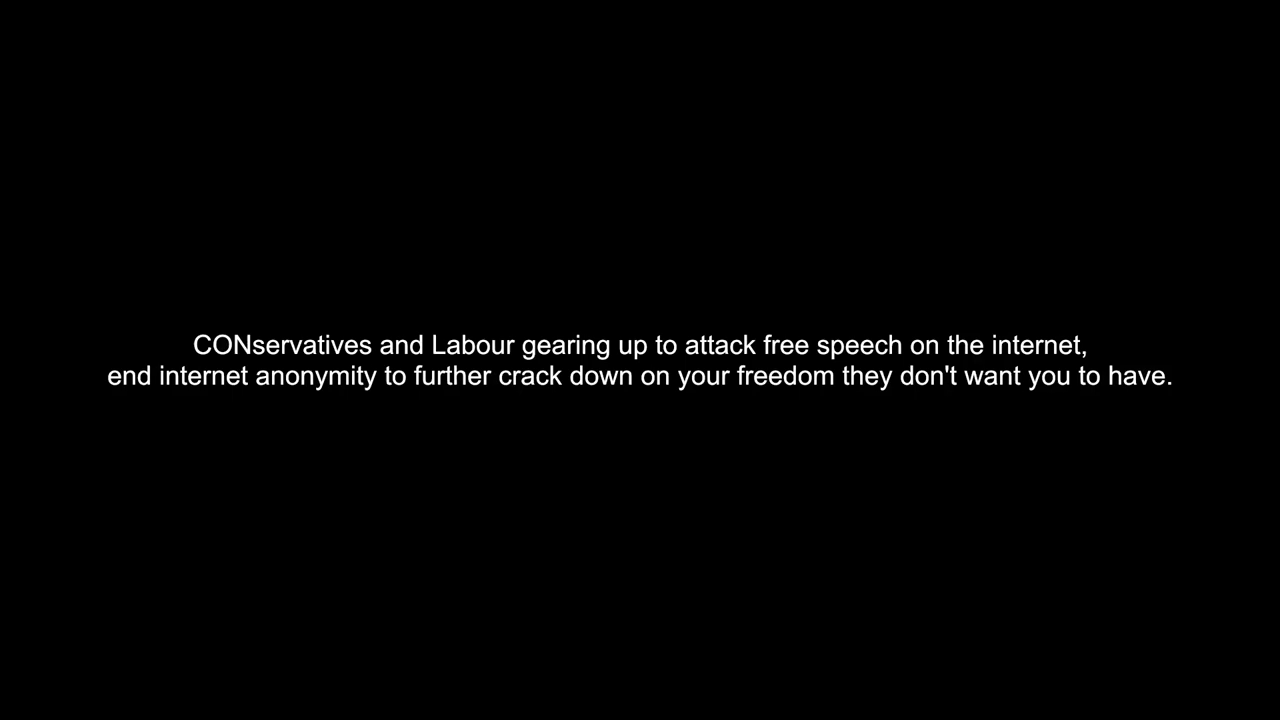 CONservatives and Labour gearing up to attack free speech on the internet,
end internet anonymity to further crack down on your freedom they don't want you to have.